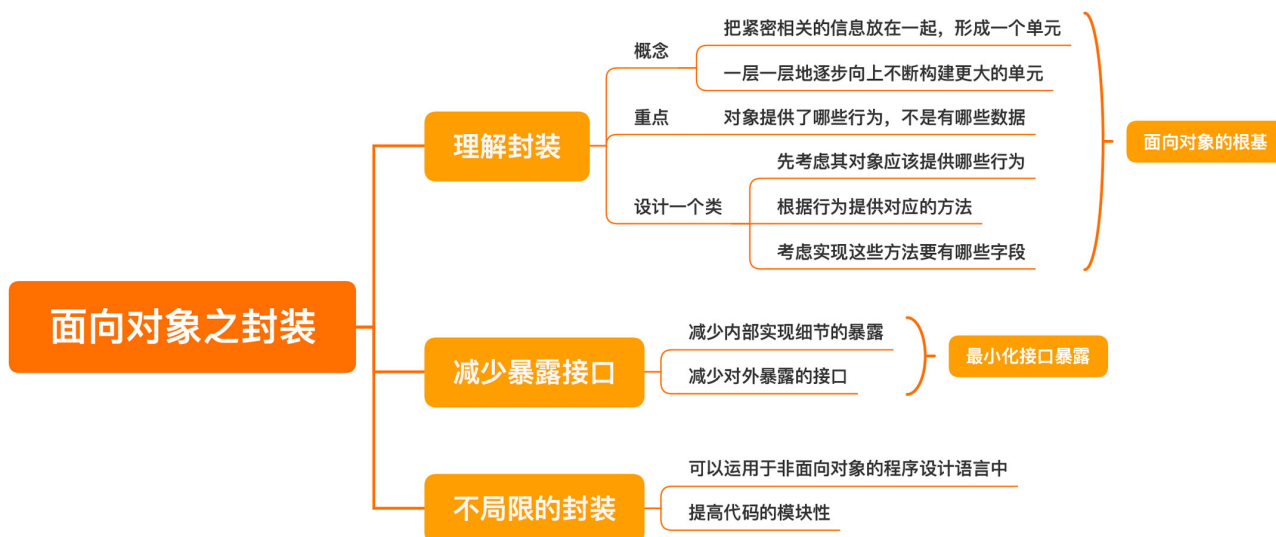 面向对象之封装
理解封装
概念
把紧密相关的信息放在一起，形成一个单元
一层一层地逐步向上不断构建更大的单元
重点
对象提供了哪些行为，不是有哪些数据
设计一个类
先考虑其对象应该提供哪些行为
根据行为提供对应的方法
考虑实现这些方法要有哪些字段
面向对象的根基
减少暴露接口
减少内部实现细节的暴露
减少对外暴露的接口
最小化接口暴露
不局限的封装
可以运用于非面向对象的程序设计语言中
提高代码的模块性